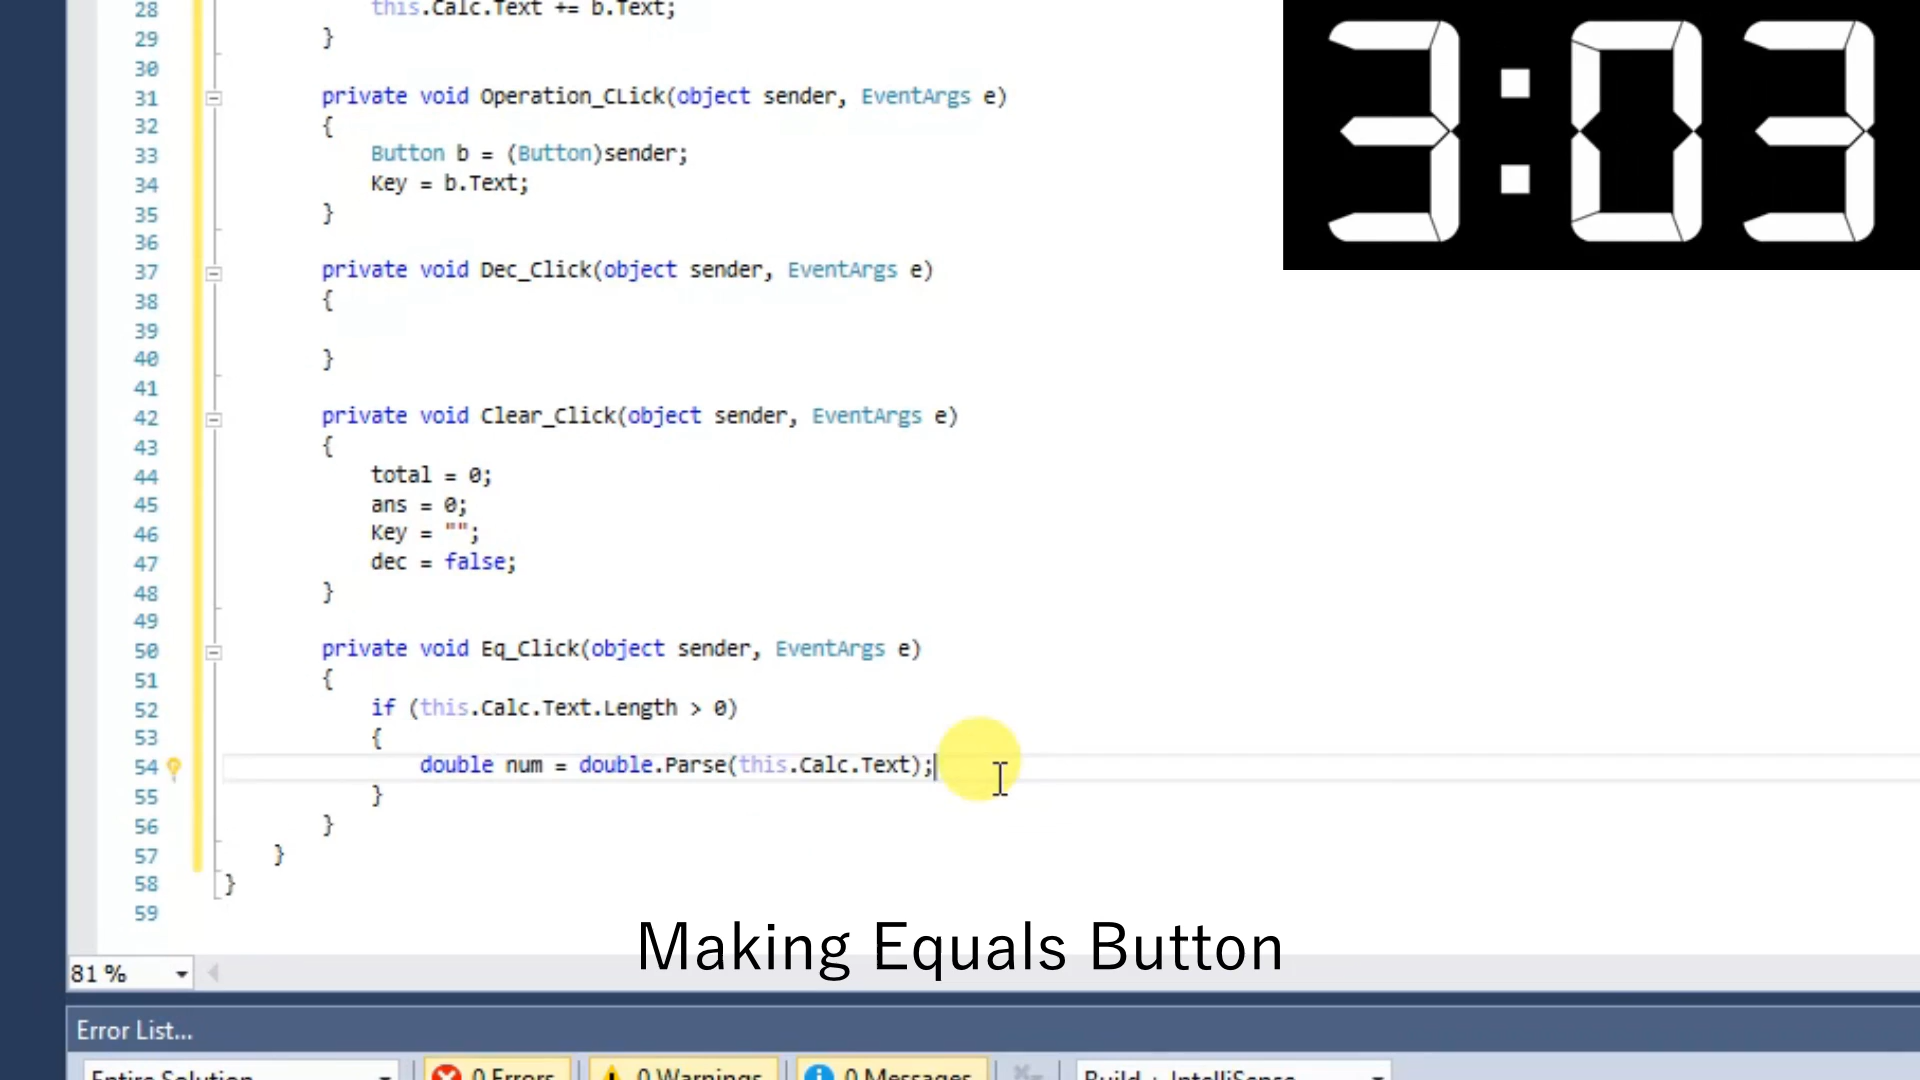 28 this.Calc.Text += b.Text;
29 }
30
31 private void Operation_CLick(object sender, EventArgs e)
32 {
33 Button b = (Button)sender;
34 Key = b.Text;
35 }
36
37 private void Dec_Click(object sender, EventArgs e)
38 {
39
40 }
41
42 private void Clear_Click(object sender, EventArgs e)
43 {
44 total = 0;
45 ans = 0;
46 Key = "";
47 dec = false;
48 }
49
50 private void Eq_Click(object sender, EventArgs e)
51 {
52 if (this.Calc.Text.Length > 0)
53 {
54 double num = double.Parse(this.Calc.Text);
55 }
56 }
57 }
58 }
59
3:03
Making Equals Button
81 %
Error List...
Entire Solution 0 Errors 0 Warnings 0 Messages Build + IntelliSense